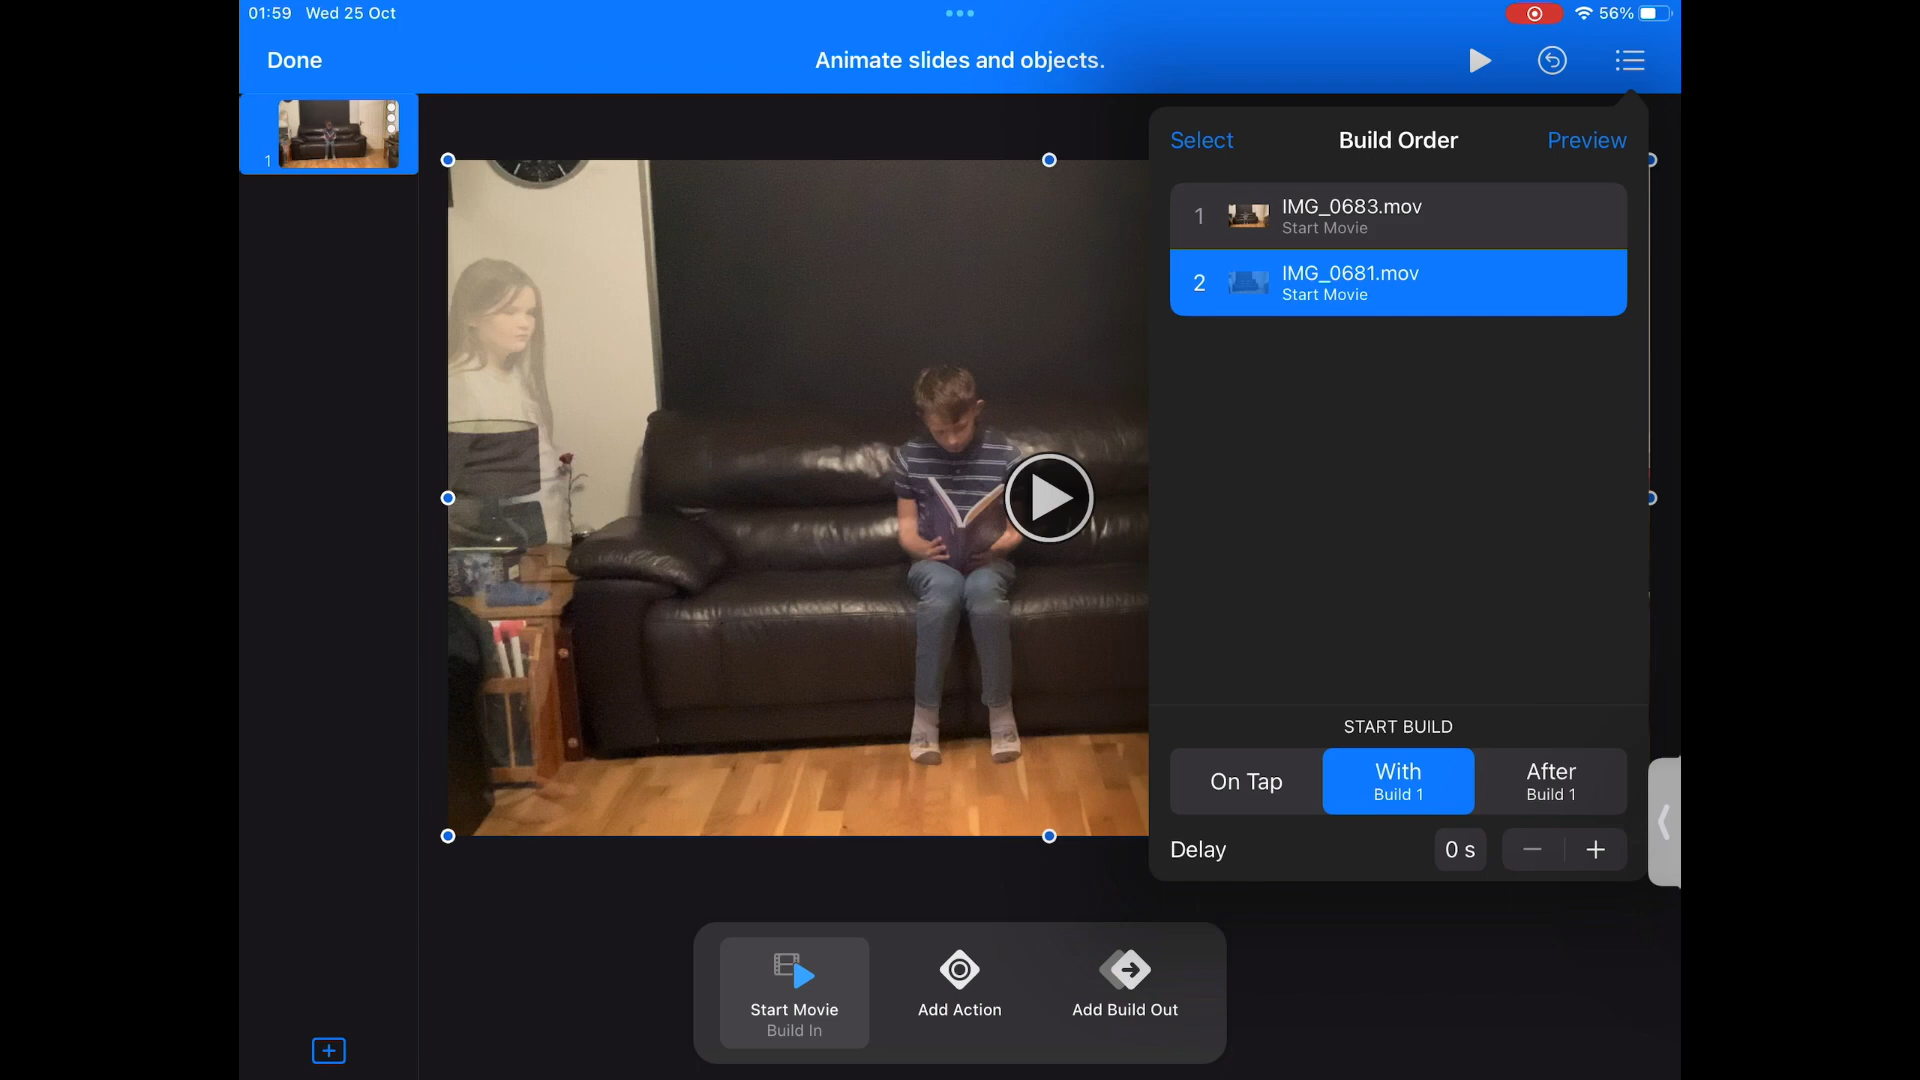 01:59 Wed 25 Oct
56%
Done
Animate slides and objects.
1
Select
Build Order
Preview
1
IMG_0683.mov
Start Movie
2
IMG_0681.mov
Start Movie
START BUILD
On Tap
With
Build 1
After
Build 1
Delay
0 s
Start Movie
Build In
Add Action
Add Build Out